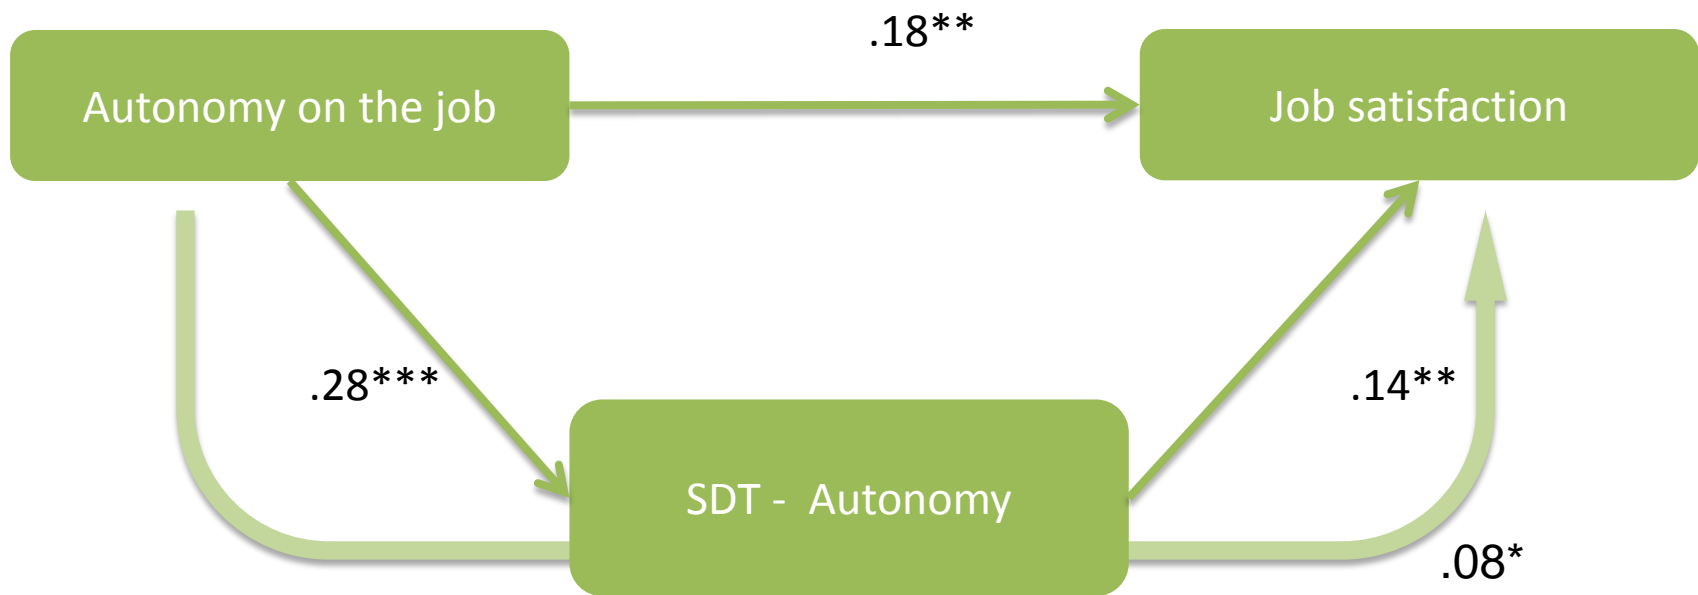 .18**
Autonomy on the job
Job satisfaction
.28***
.14**
SDT -  Autonomy
.08*